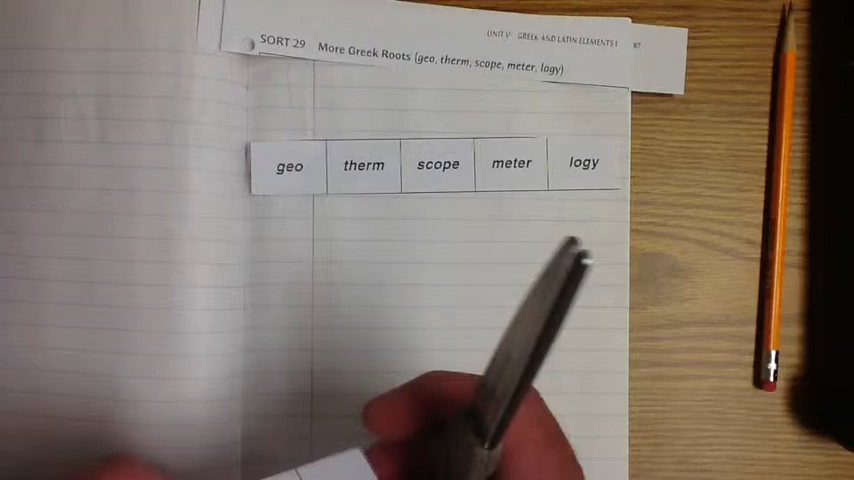 UNIT V GREEK AND LATIN ELEMENTS I 87
SORT 29 More Greek Roots (geo, therm, scope, meter, logy)
geo therm scope meter logy